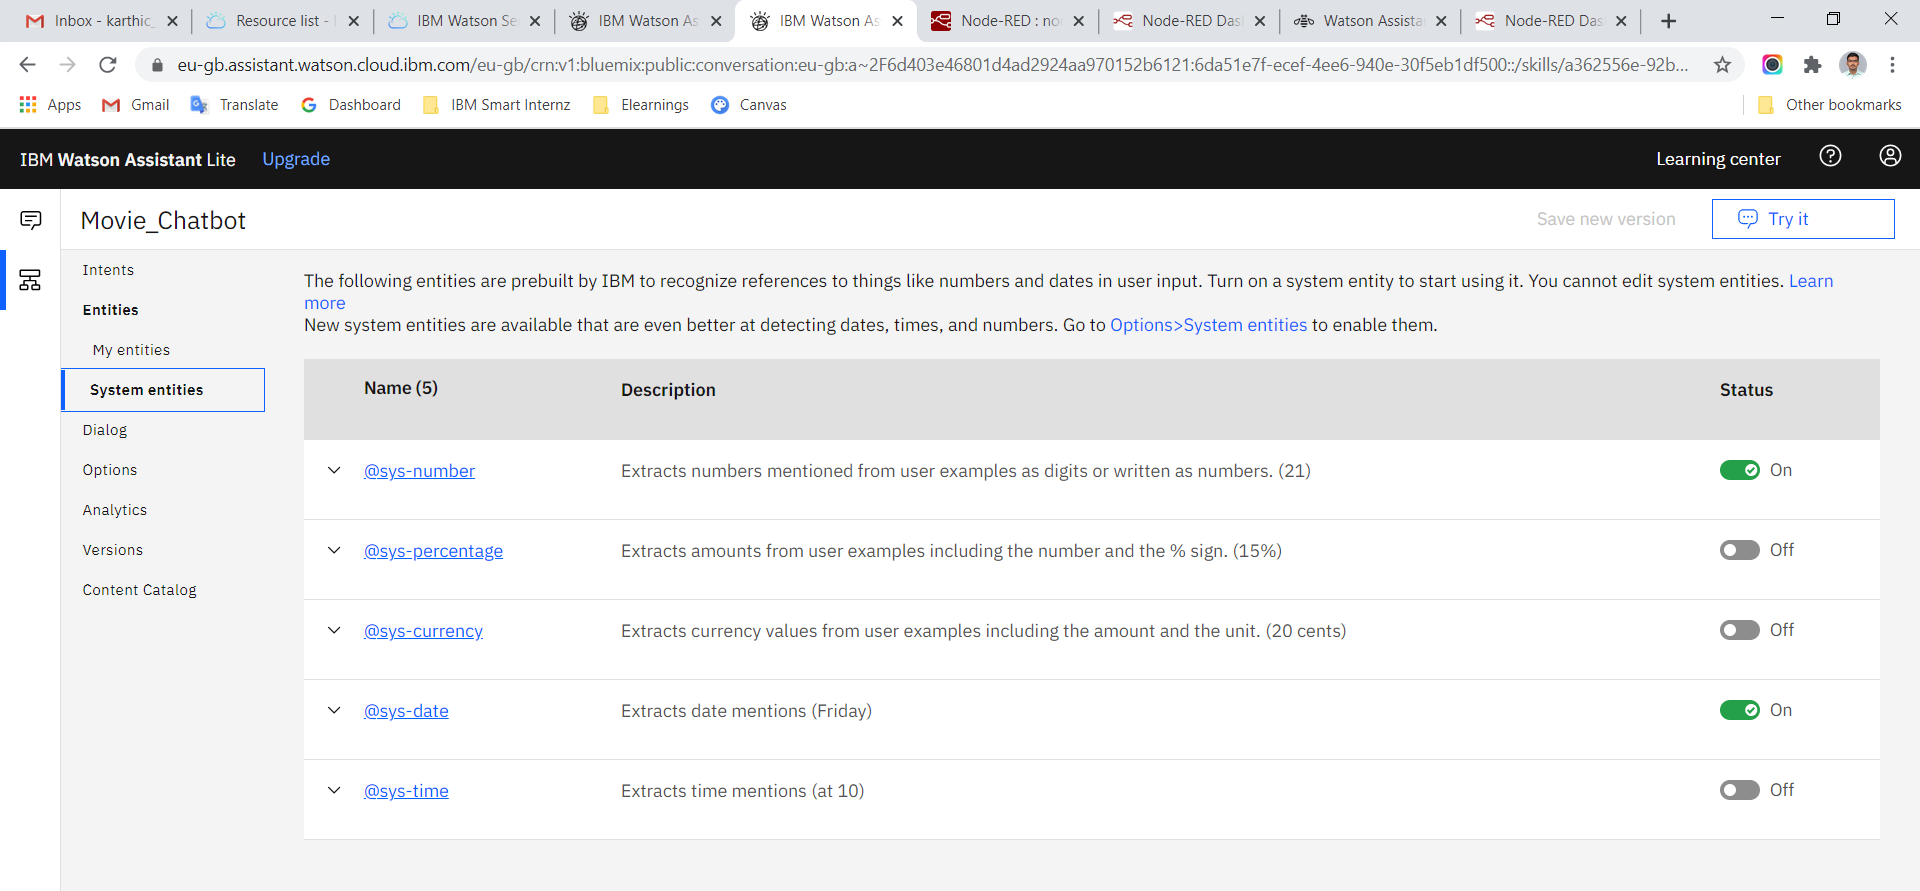 Inbox - karthic_
Resource list -
IBM Watson Se
IBM Watson As
IBM Watson As
Node-RED : no
Node-RED Das
Watson Assista
Node-RED Das
eu-gb.assistant.watson.cloud.ibm.com/eu-gb/crn:v1:bluemix:public:conversation:eu-gb:a~2F6d403e46801d4ad2924aa970152b6121:6da51e7f-ecef-4ee6-940e-30f5eb1df500::/skills/a362556e-92b...
Apps
Gmail
Translate
Dashboard
IBM Smart Internz
Elearnings
Canvas
Other bookmarks
IBM Watson Assistant Lite
Upgrade
Learning center
Movie_Chatbot
Save new version
Try it
Intents
Entities
My entities
System entities
Dialog
Options
Analytics
Versions
Content Catalog
The following entities are prebuilt by IBM to recognize references to things like numbers and dates in user input. Turn on a system entity to start using it. You cannot edit system entities. Learn
more
New system entities are available that are even better at detecting dates, times, and numbers. Go to Options>System entities to enable them.
Name (5) Description Status
@sys-number Extracts numbers mentioned from user examples as digits or written as numbers. (21) On
@sys-percentage Extracts amounts from user examples including the number and the % sign. (15%) Off
@sys-currency Extracts currency values from user examples including the amount and the unit. (20 cents) Off
@sys-date Extracts date mentions (Friday) On
@sys-time Extracts time mentions (at 10) Off